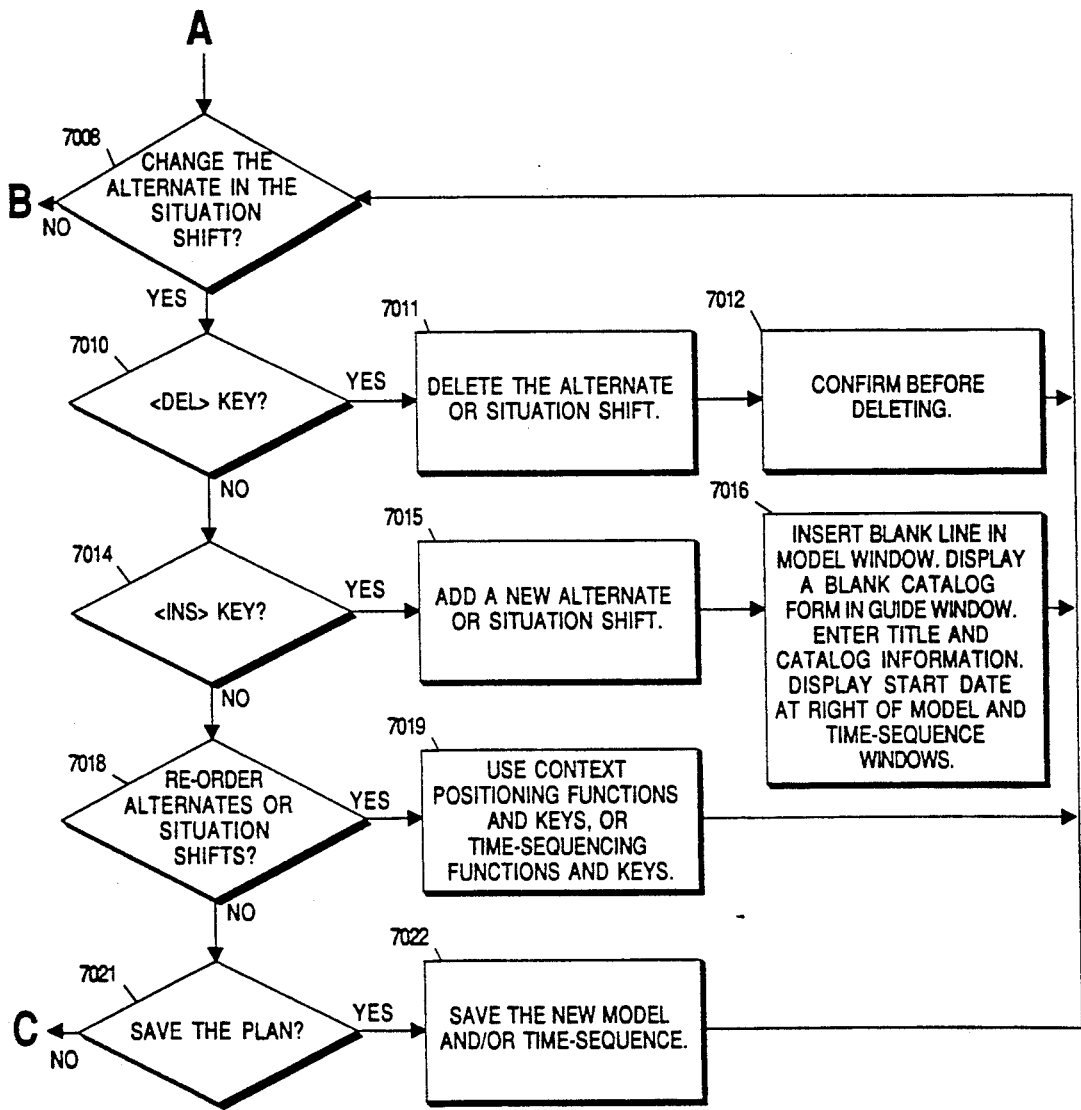 A
7008
CHANGE THE
ALTERNATE IN THE
SITUATION
SHIFT?
B
NO
YES
7010
<DEL> KEY?
YES
7011
DELETE THE ALTERNATE
OR SITUATION SHIFT.
7012
CONFIRM BEFORE
DELETING.
NO
7014
<INS> KEY?
YES
7015
ADD A NEW ALTERNATE
OR SITUATION SHIFT.
7016
INSERT BLANK LINE IN
MODEL WINDOW. DISPLAY
A BLANK CATALOG
FORM IN GUIDE WINDOW.
ENTER TITLE AND
CATALOG INFORMATION.
DISPLAY START DATE
AT RIGHT OF MODEL AND
TIME-SEQUENCE
WINDOWS.
NO
7018
RE-ORDER
ALTERNATES OR
SITUATION
SHIFTS?
YES
7019
USE CONTEXT
POSITIONING FUNCTIONS
AND KEYS, OR
TIME-SEQUENCING
FUNCTIONS AND KEYS.
NO
7021
SAVE THE PLAN?
C
NO
YES
7022
SAVE THE NEW MODEL
AND/OR TIME-SEQUENCE.